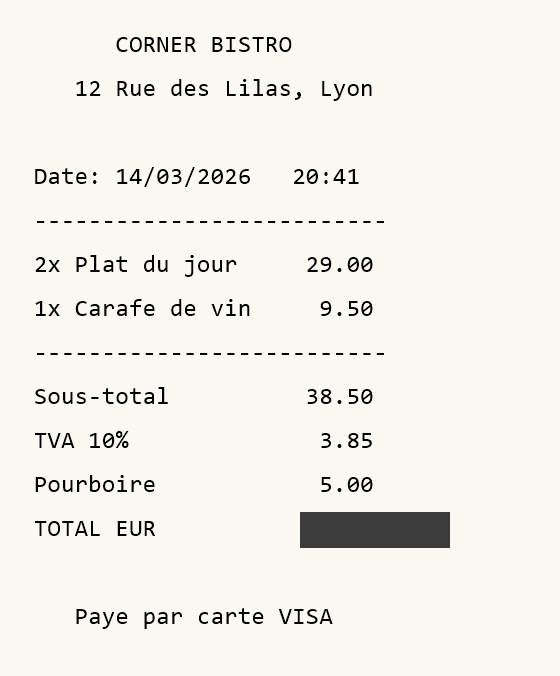 CORNER BISTRO
12 Rue des Lilas, Lyon
Date: 14/03/2026 20:41
--------------------------
2x Plat du jour 29.00
1x Carafe de vin 9.50
--------------------------
Sous-total 38.50
TVA 10% 3.85
Pourboire 5.00
TOTAL EUR
Paye par carte VISA